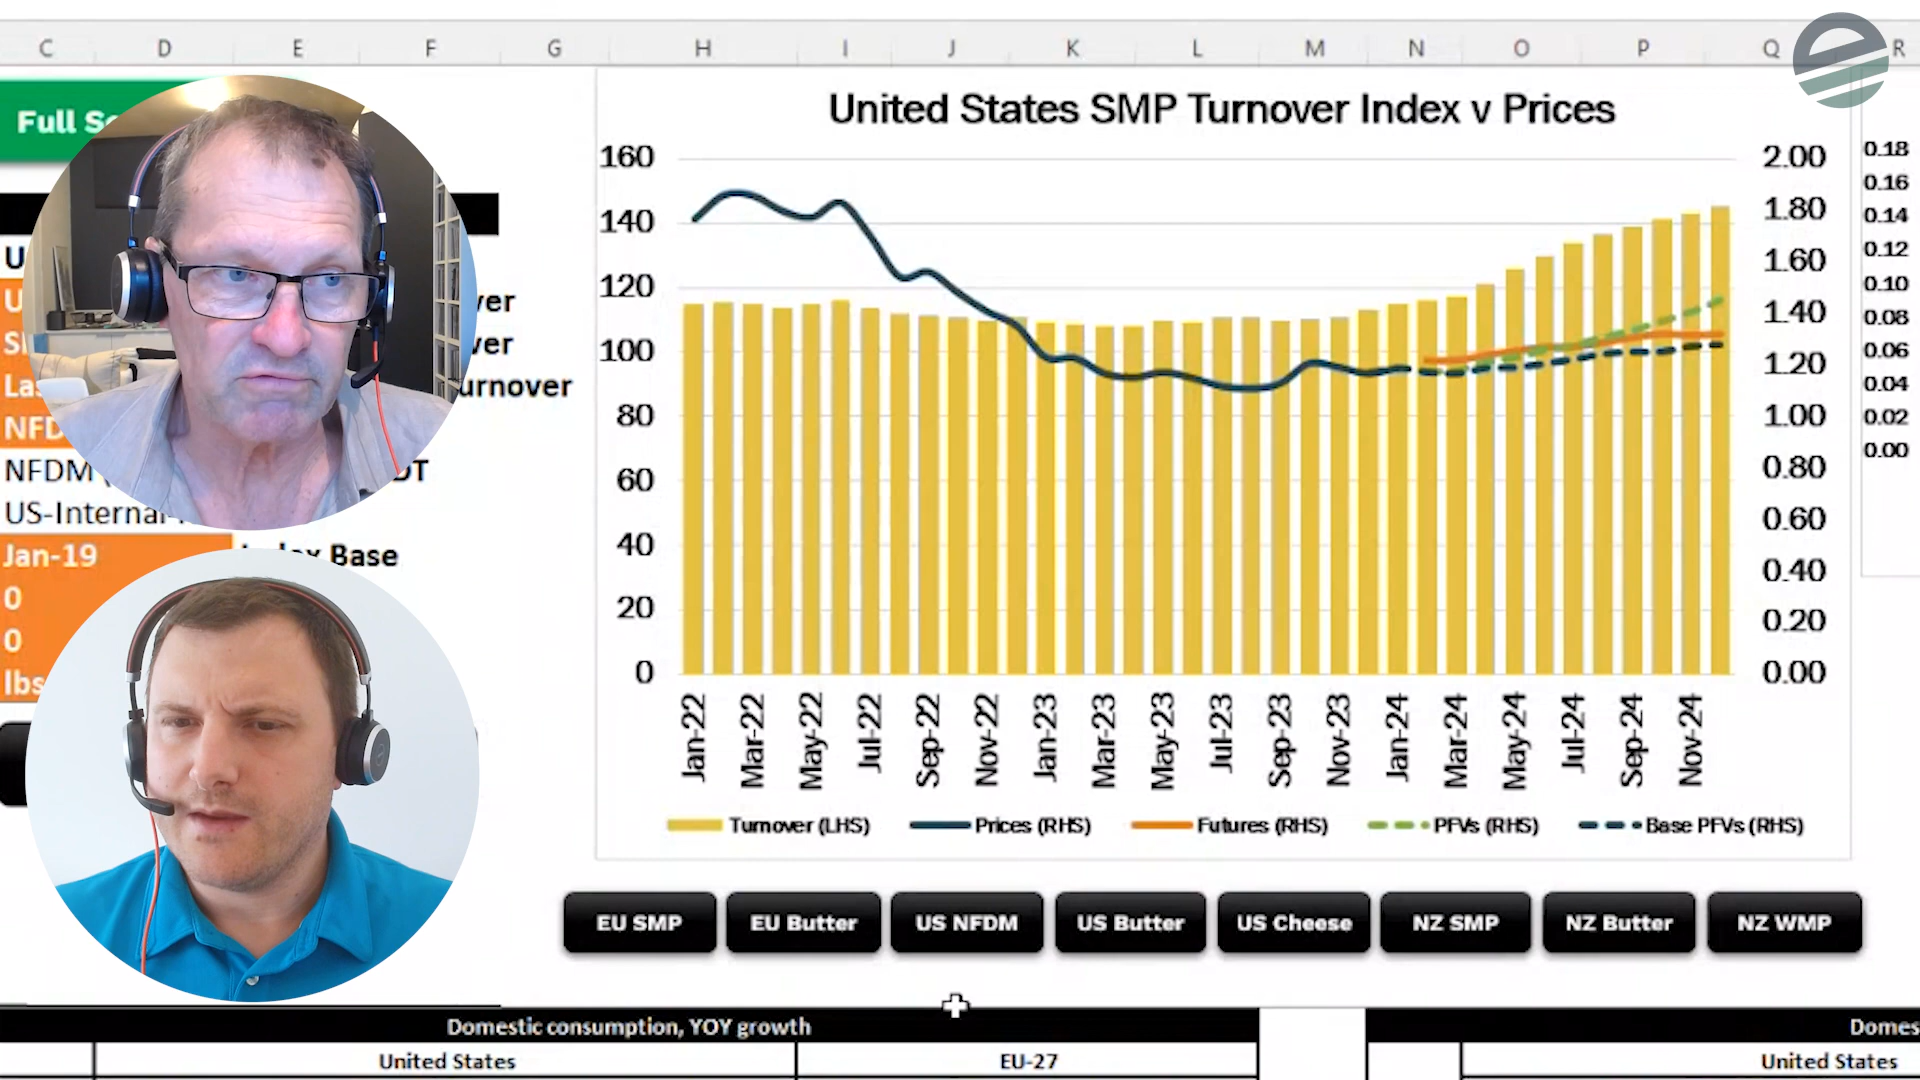 C D E F G H I J K L M N O P Q R
Full
United States SMP Turnover Index v Prices
160
140
120
100
80
60
40
20
0
2.00
1.80
1.60
1.40
1.20
1.00
0.80
0.60
0.40
0.20
0.00
0.18
0.16
0.14
0.12
0.10
0.08
0.06
0.04
0.02
0.00
NFD
NFDM
US-Internal
Jan-19
Base
0
0
lbs
Jan-22 Mar-22 May-22 Jul-22 Sep-22 Nov-22 Jan-23 Mar-23 May-23 Jul-23 Sep-23 Nov-23 Jan-24 Mar-24 May-24 Jul-24 Sep-24 Nov-24
Turnover (LHS) Prices (RHS) Futures (RHS) PFVs (RHS) Base PFVs (RHS)
EU SMP EU Butter US NFDM US Butter US Cheese NZ SMP NZ Butter NZ WMP
Domestic consumption, YOY growth
United States EU-27
Domes
United States